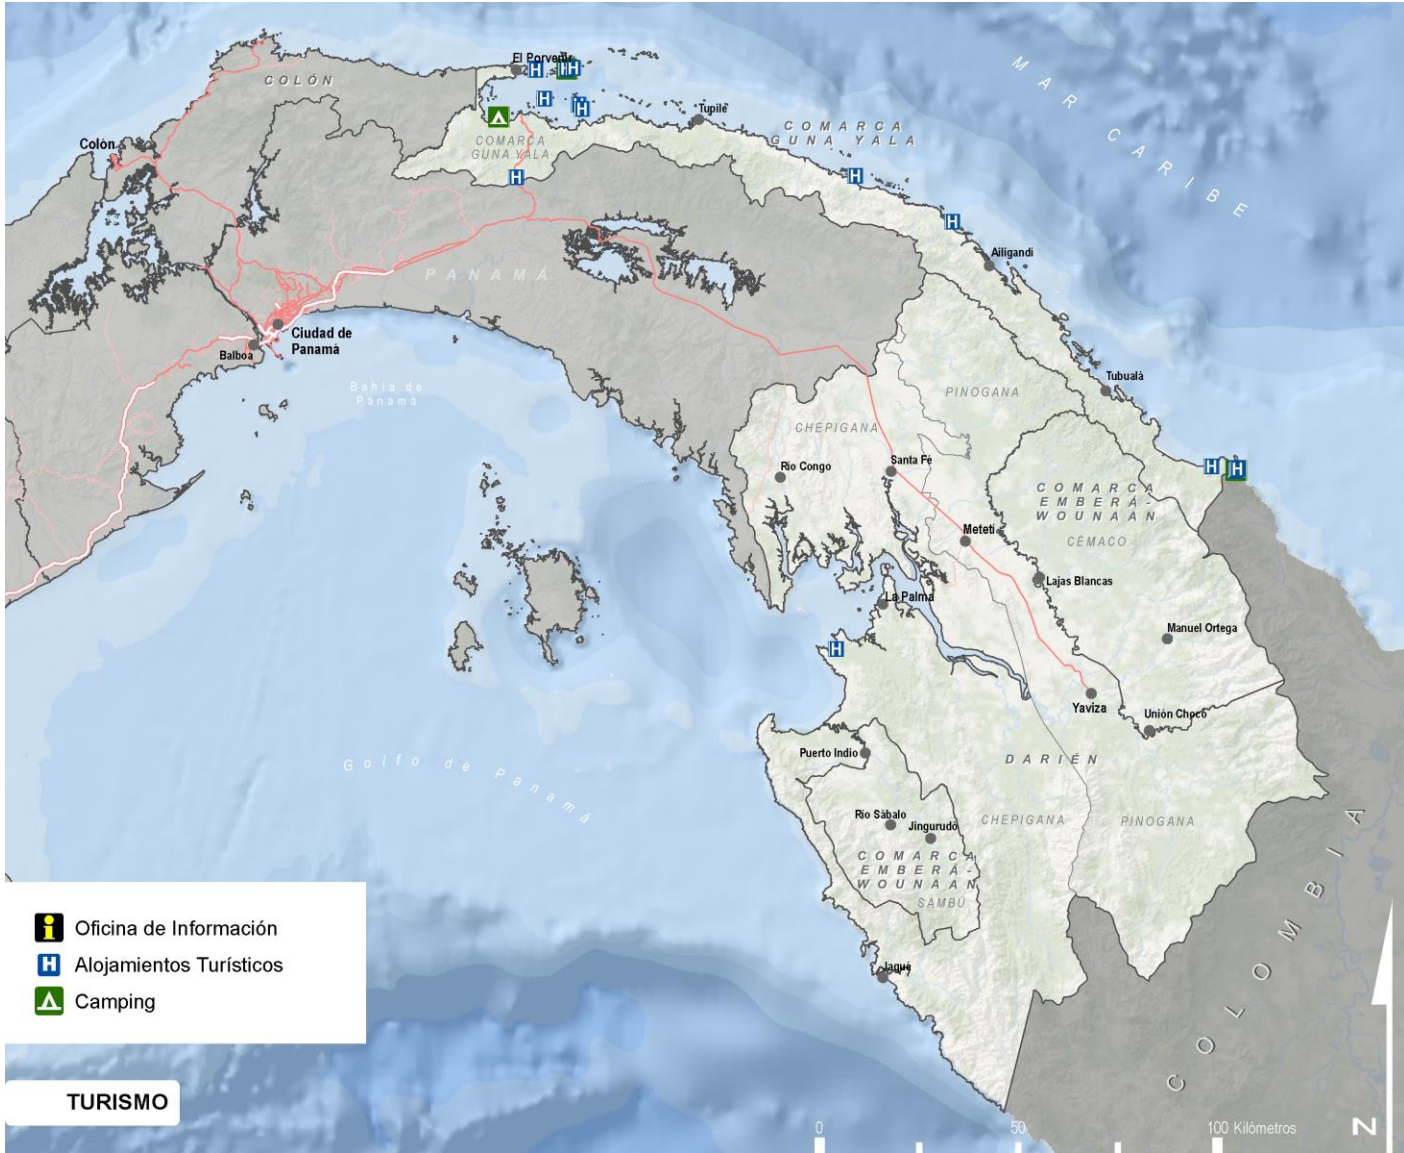 El Porvenir
COLÓN
MAR CARIBE
Tupile
COMARCA
GUNA YALA
COMARCA
GUNA YALA
Colón
Ailigandí
PANAMÁ
Ciudad de
Panamá
Balboa
Bahía de
Panamá
Tubualá
PINOGANA
CHEPIGANA
Río Congo
Santa Fé
COMARCA
EMBERÁ-
WOUNAAN
CÉMACO
Metetí
Lajas Blancas
La Palma
Manuel Ortega
Yaviza
Unión Chocó
Puerto Indio
DARIÉN
Golfo de Panamá
Río Sábalo
Jingurudó
CHEPIGANA
PINOGANA
COMARCA
EMBERÁ-
WOUNAAN
SAMBÚ
COLOMBIA
Jaqué
i
Oficina de Información
H
Alojamientos Turísticos
Camping
TURISMO
0
50
100 Kilómetros
N